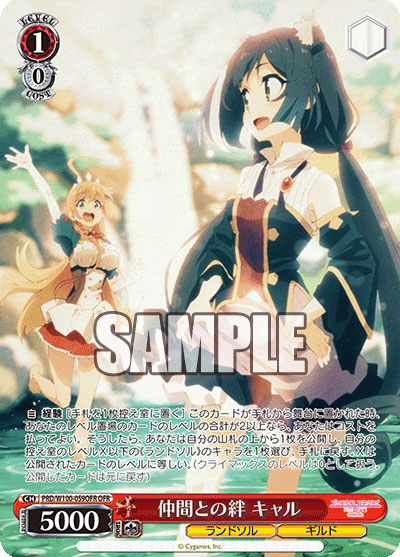 LEVEL
1
0
COST
SAMPLE
自 経験 [手札を1枚控え室に置く] このカードが手札から舞台に置かれた時、
あなたのレベル置場のカードのレベルの合計が2以上なら、あなたはコストを
払ってよい。そうしたら、あなたは自分の山札の上から1枚を公開し、自分の
控え室のレベルX以下の《ランドソル》のキャラを1枚選び、手札に戻す。Xは
公開されたカードのレベルに等しい。(クライマックスのレベルは0として扱う。
公開したカードは元に戻す)
CH PRD/W100-059OFR OFR
POWER 5000
仲間との絆 キャル
ランドソル
ギルド
© Cygames, Inc.